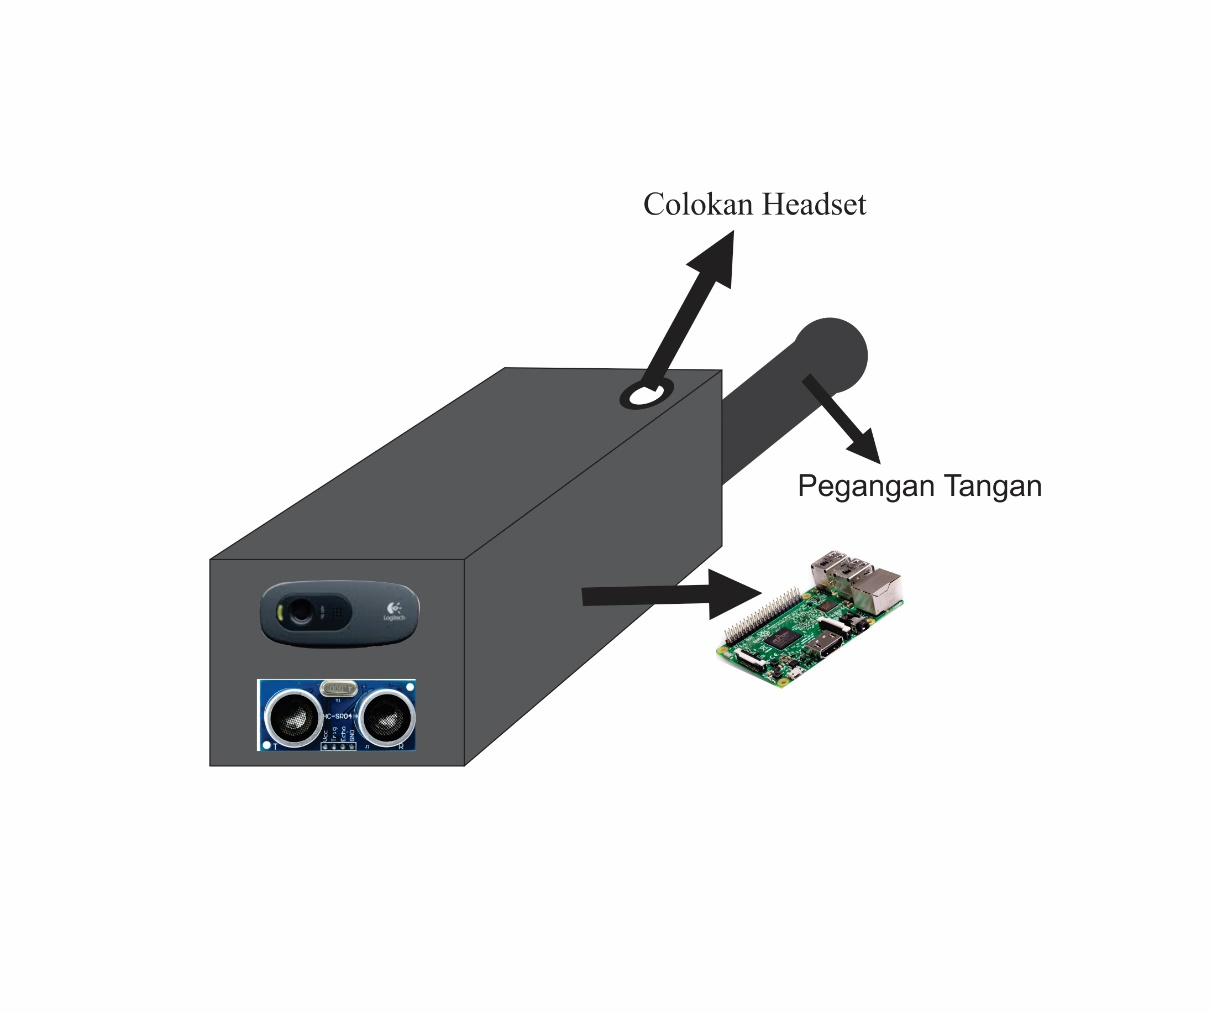 Colokan Headset
Pegangan Tangan
Logitech
HC-SR04
Vcc
Trig
Echo
GND
T
R